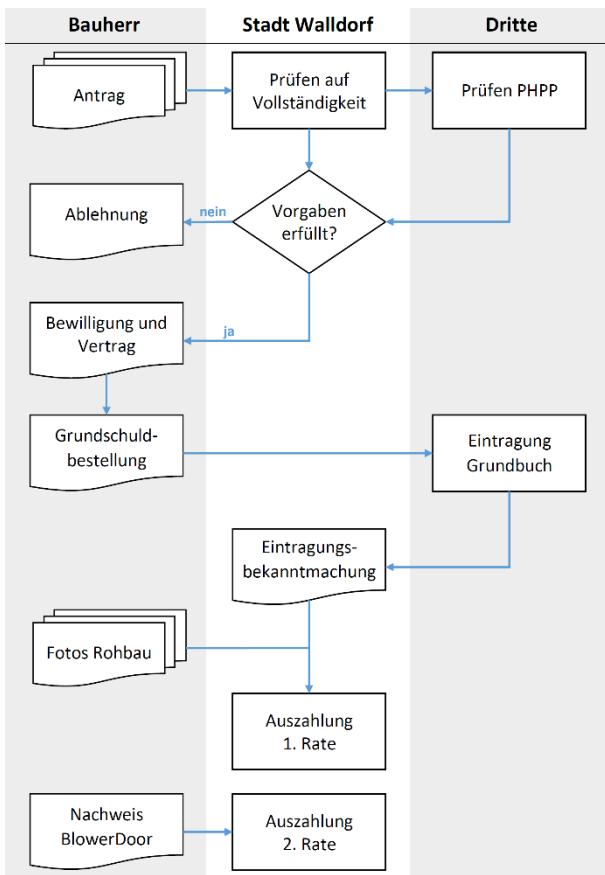 Bauherr
Stadt Walldorf
Dritte
Antrag
Prüfen auf
Vollständigkeit
Prüfen PHPP
Ablehnung
nein
Vorgaben
erfüllt?
Bewilligung und
Vertrag
ja
Grundschuld-
bestellung
Eintragung
Grundbuch
Eintragungs-
bekanntmachung
Fotos Rohbau
Auszahlung
1. Rate
Nachweis
BlowerDoor
Auszahlung
2. Rate